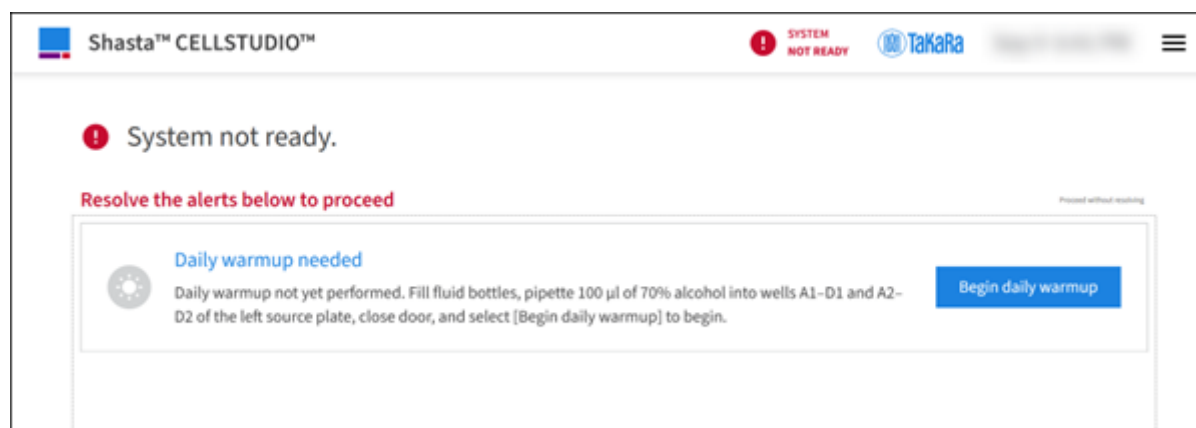 Shasta™ CELLSTUDIO™
SYSTEM
NOT READY
TaKaRa
System not ready.
Resolve the alerts below to proceed
Proceed without resolving
Daily warmup needed
Daily warmup not yet performed. Fill fluid bottles, pipette 100 µl of 70% alcohol into wells A1–D1 and A2–
D2 of the left source plate, close door, and select [Begin daily warmup] to begin.
Begin daily warmup